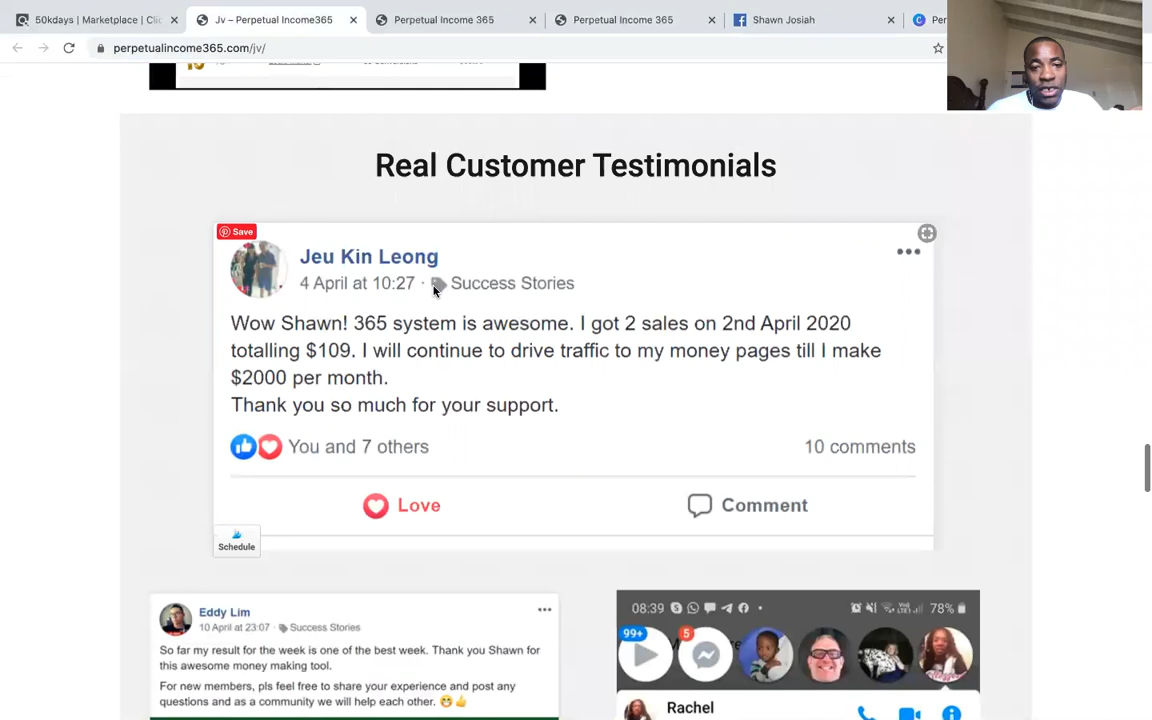 50kdays | Marketplace | Clic
Jv – Perpetual Income365
Perpetual Income 365
Perpetual Income 365
Shawn Josiah
Per
perpetualincome365.com/jv/
Real Customer Testimonials
Save
Jeu Kin Leong
4 April at 10:27 · Success Stories
Wow Shawn! 365 system is awesome. I got 2 sales on 2nd April 2020
totalling $109. I will continue to drive traffic to my money pages till I make
$2000 per month.
Thank you so much for your support.
You and 7 others
10 comments
Love
Comment
Schedule
Eddy Lim
10 April at 23:07 · Success Stories
So far my result for the week is one of the best week. Thank you Shawn for
this awesome money making tool.
For new members, pls feel free to share your experience and post any
questions and as a community we will help each other.
08:39
78%
99+
5
Rachel